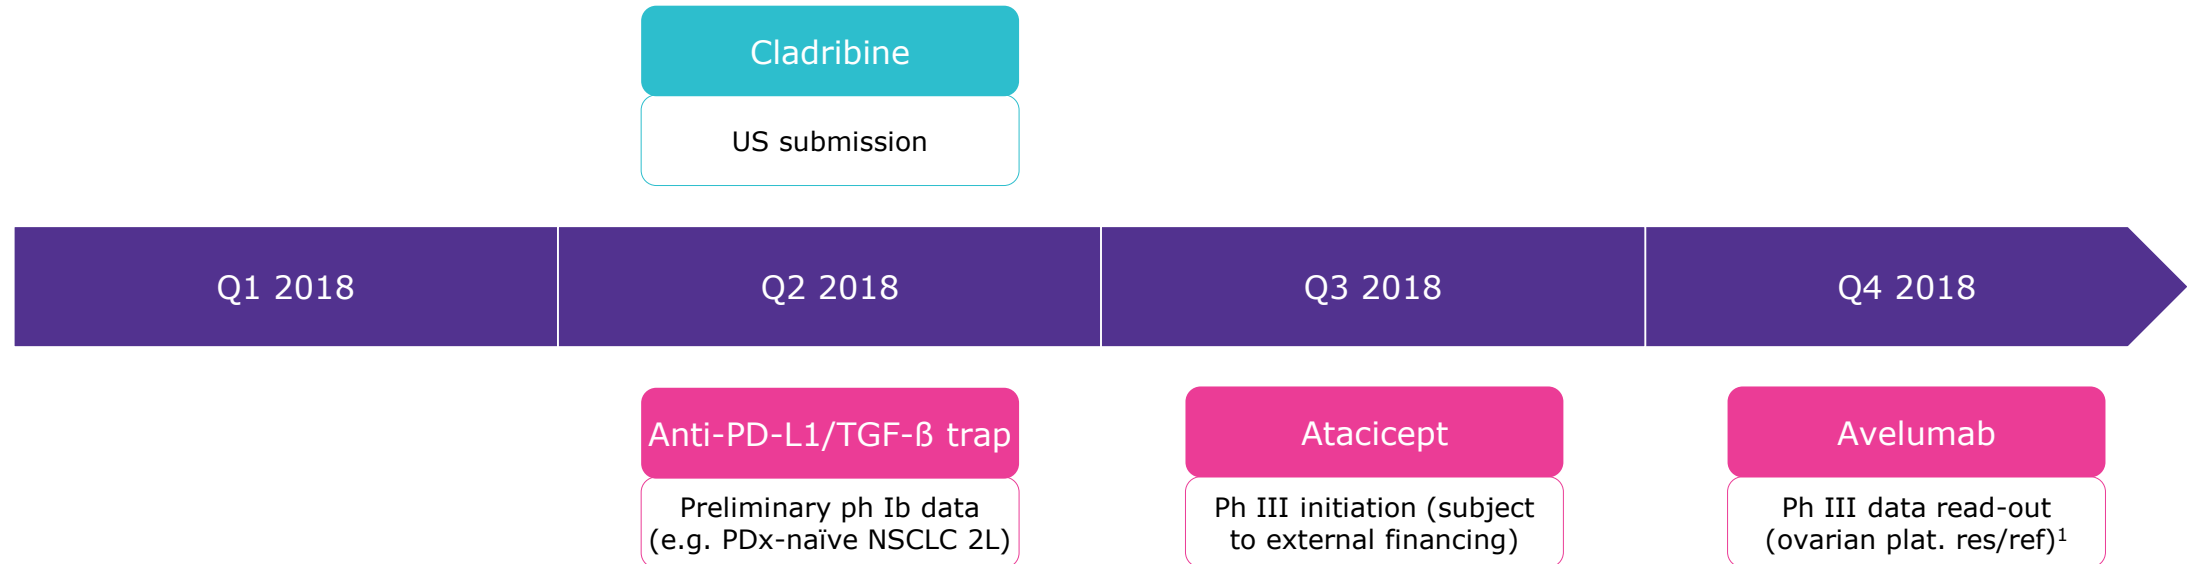 Cladribine
US submission
Q1 2018
Q2 2018
Q3 2018
Q4 2018
Anti-PD-L1/TGF-ß trap
Preliminary ph Ib data
(e.g. PDx-naïve NSCLC 2L)
Atacicept
Ph III initiation (subject
to external financing)
Avelumab
Ph III data read-out
(ovarian plat. res/ref)¹